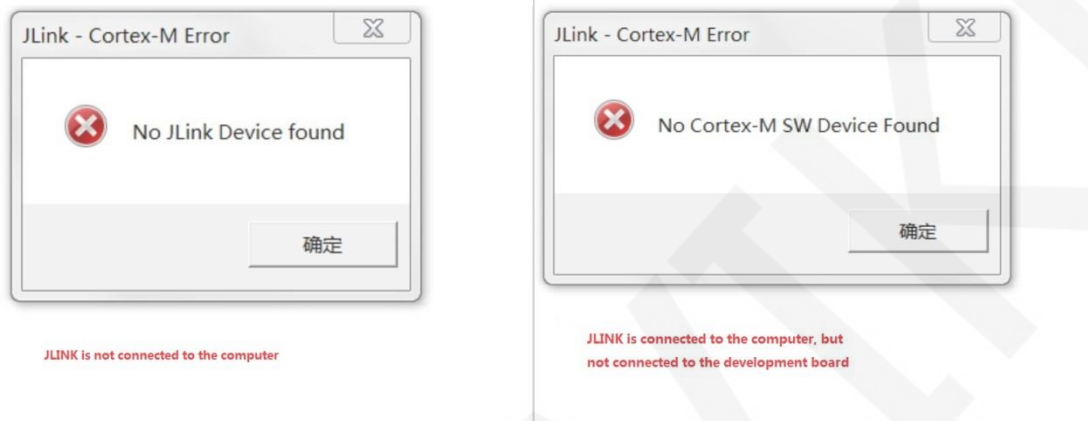 JLink - Cortex-M Error
No JLink Device found
确定
JLINK is not connected to the computer
JLink - Cortex-M Error
No Cortex-M SW Device Found
确定
JLINK is connected to the computer, but
not connected to the development board